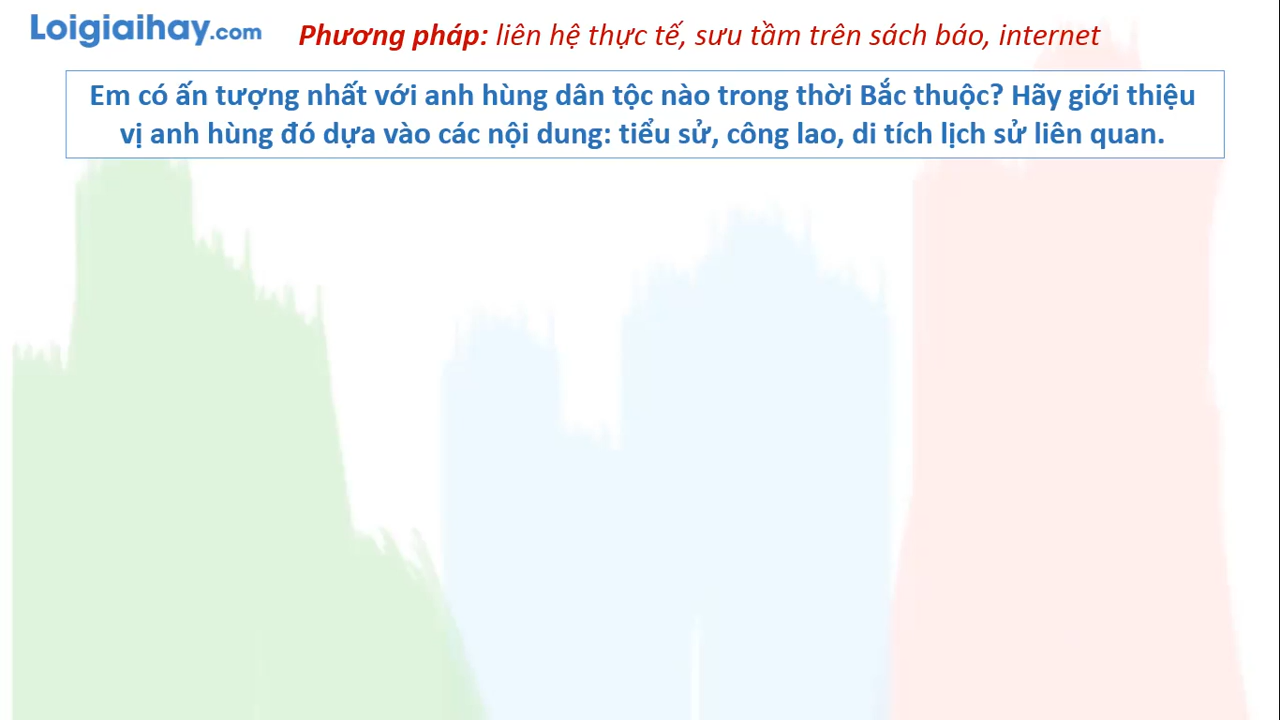 Loigiaihay.com
Phương pháp: liên hệ thực tế, sưu tầm trên sách báo, internet
Em có ấn tượng nhất với anh hùng dân tộc nào trong thời Bắc thuộc? Hãy giới thiệu
vị anh hùng đó dựa vào các nội dung: tiểu sử, công lao, di tích lịch sử liên quan.